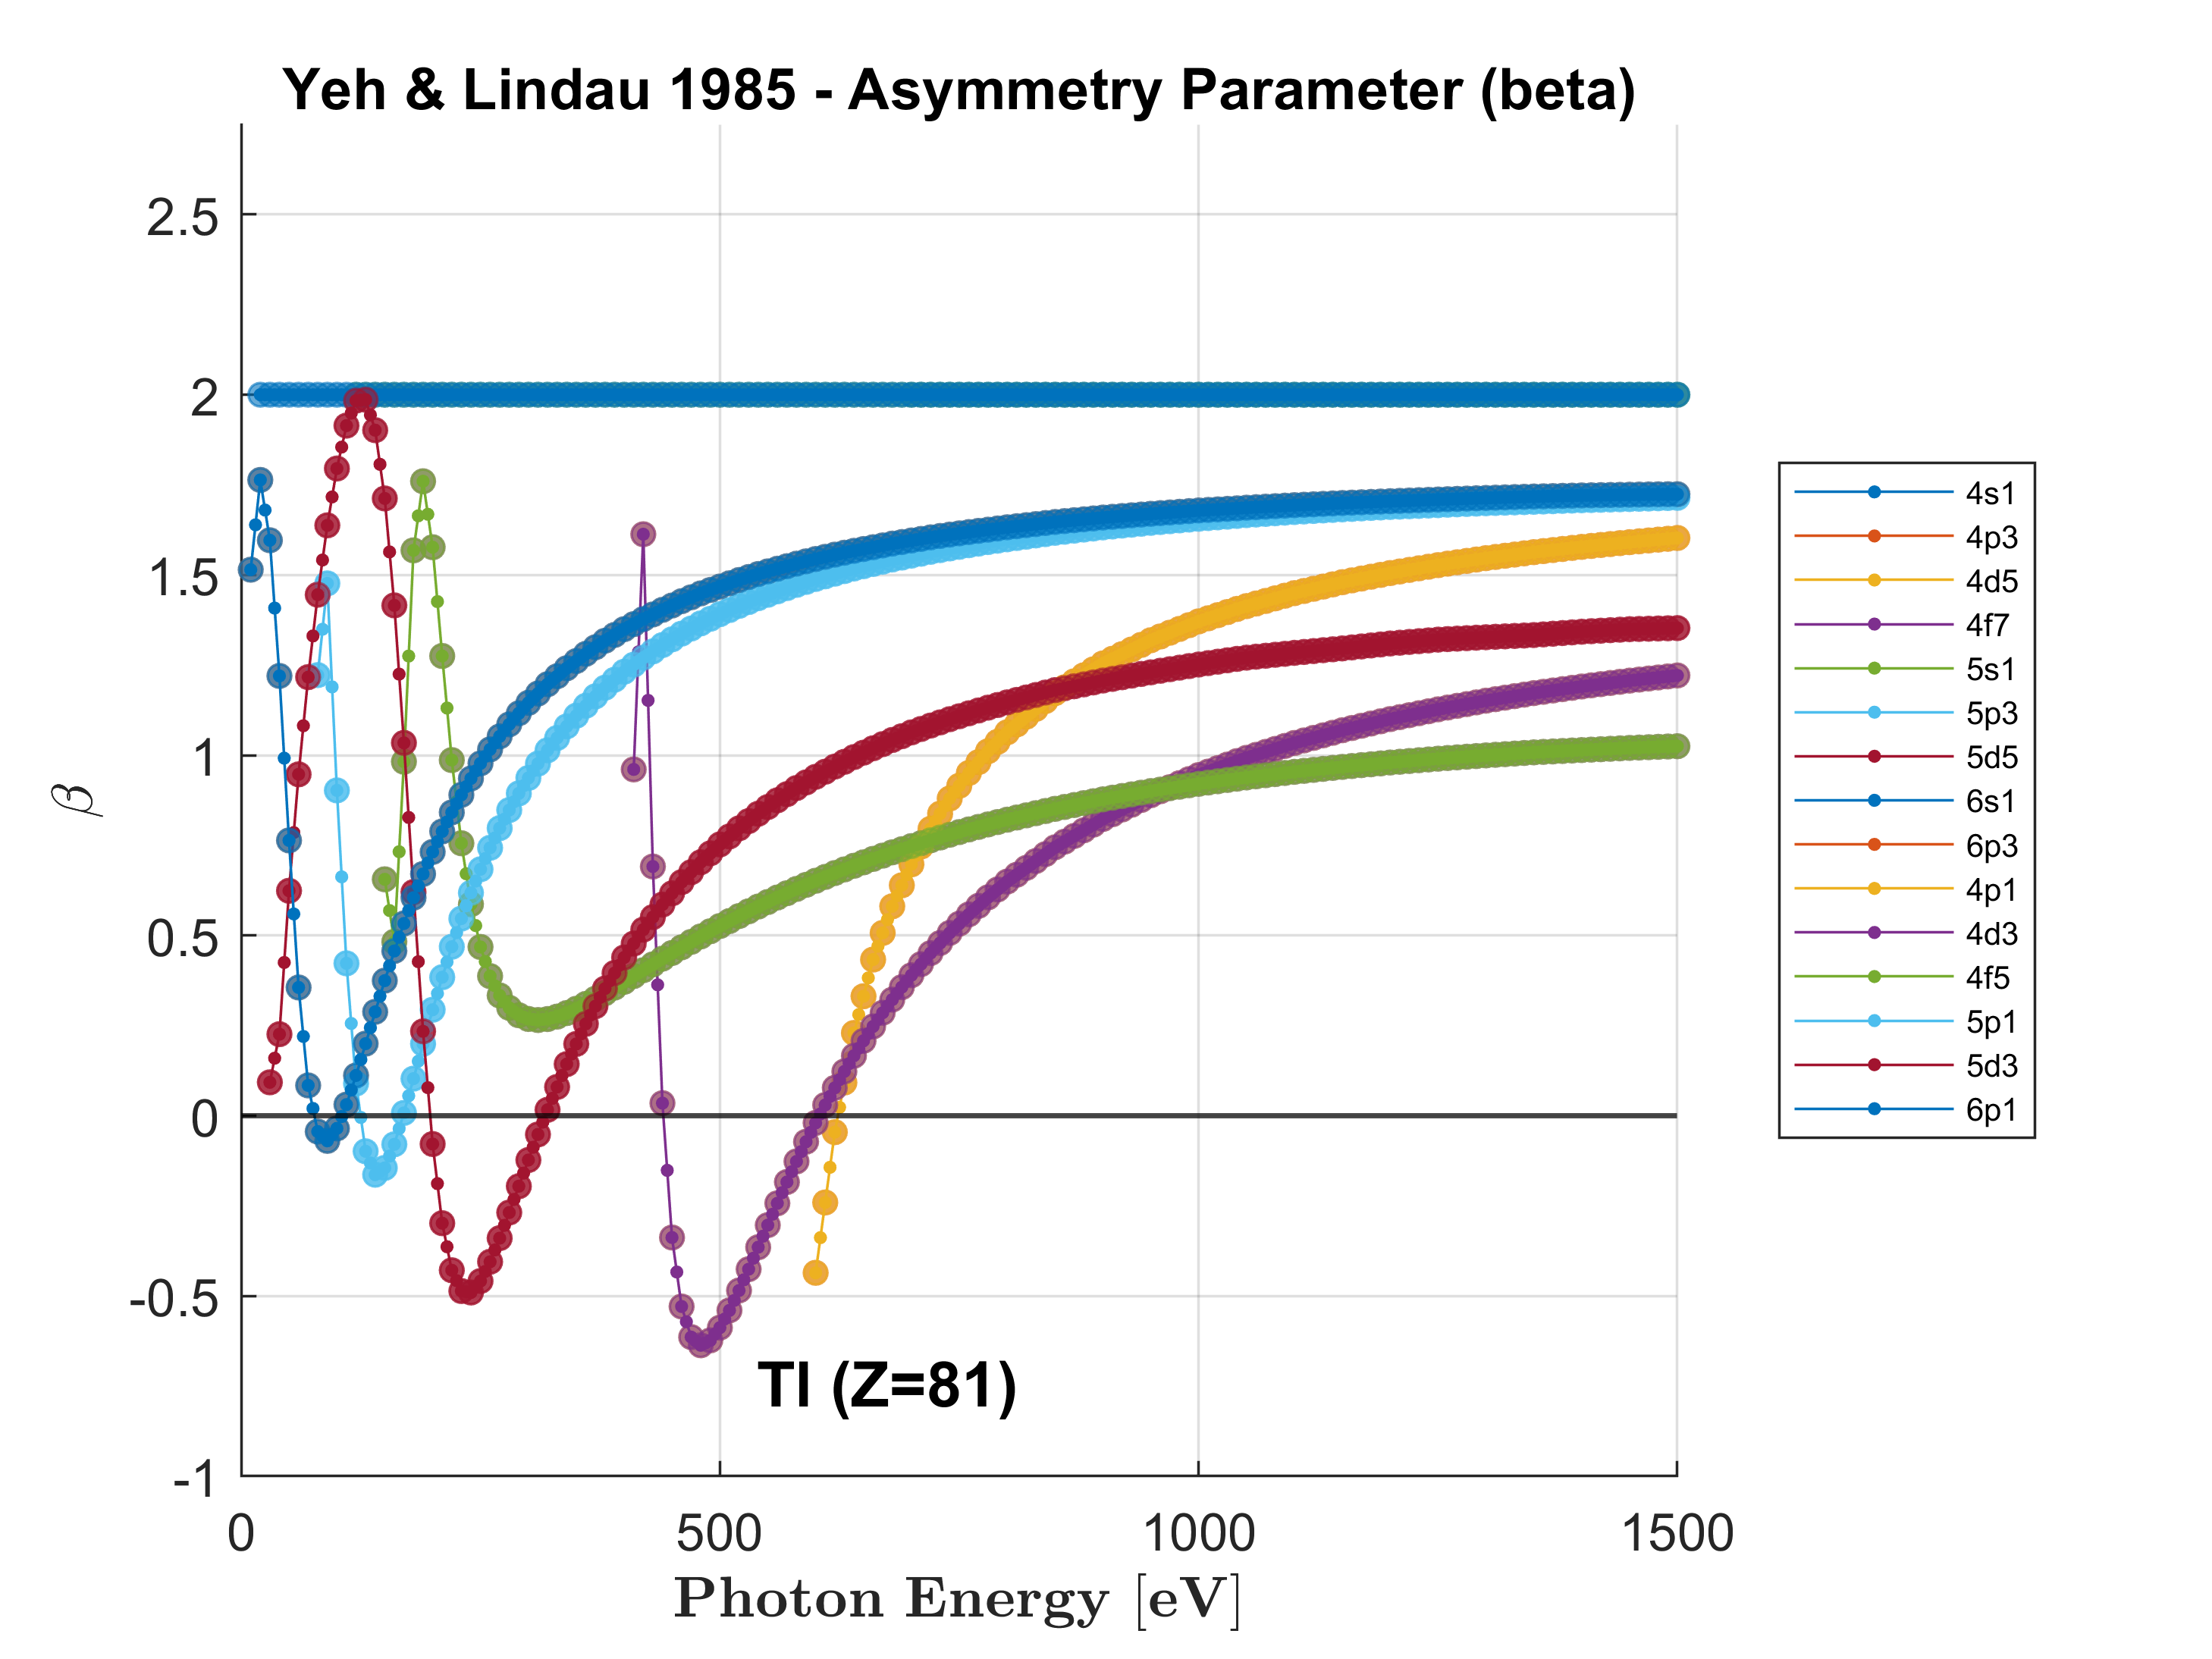 Yeh & Lindau 1985 - Asymmetry Parameter (beta)
2.5
2
1.5
1
0.5
0
-0.5
-1
β
0
500
1000
1500
Photon Energy [eV]
Tl (Z=81)
4s1
4p3
4d5
4f7
5s1
5p3
5d5
6s1
6p3
4p1
4d3
4f5
5p1
5d3
6p1